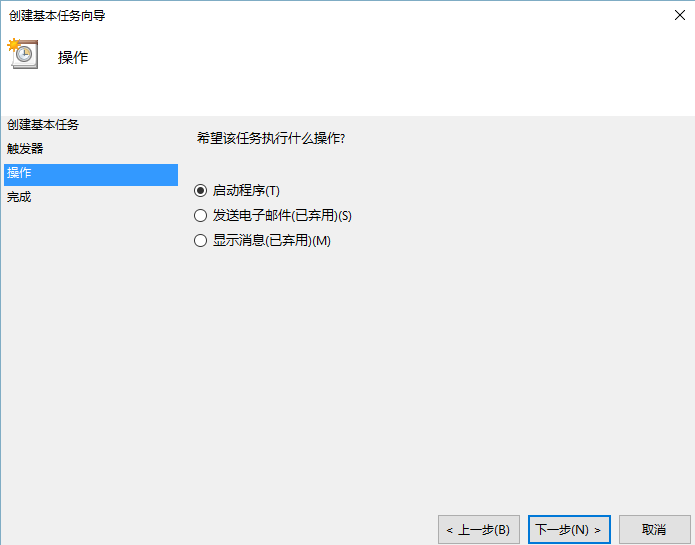 创建基本任务向导
操作
创建基本任务
触发器
操作
完成
希望该任务执行什么操作?
启动程序(T)
发送电子邮件(已弃用)(S)
显示消息(已弃用)(M)
< 上一步(B)
下一步(N) >
取消